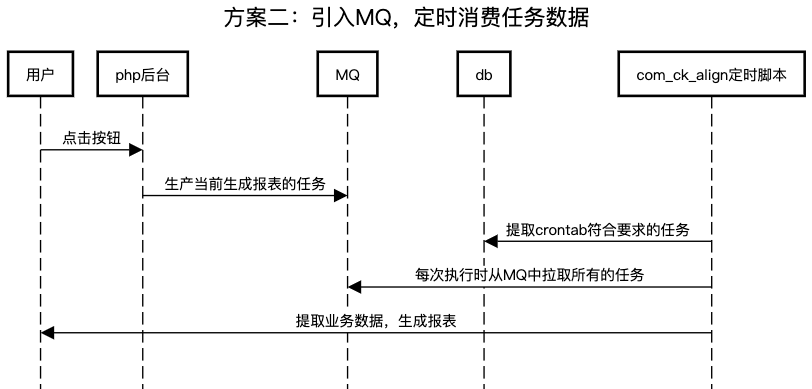 方案二：引入MQ，定时消费任务数据
用户
php后台
MQ
db
com_ck_align定时脚本
点击按钮
生产当前生成报表的任务
提取crontab符合要求的任务
每次执行时从MQ中拉取所有的任务
提取业务数据，生成报表